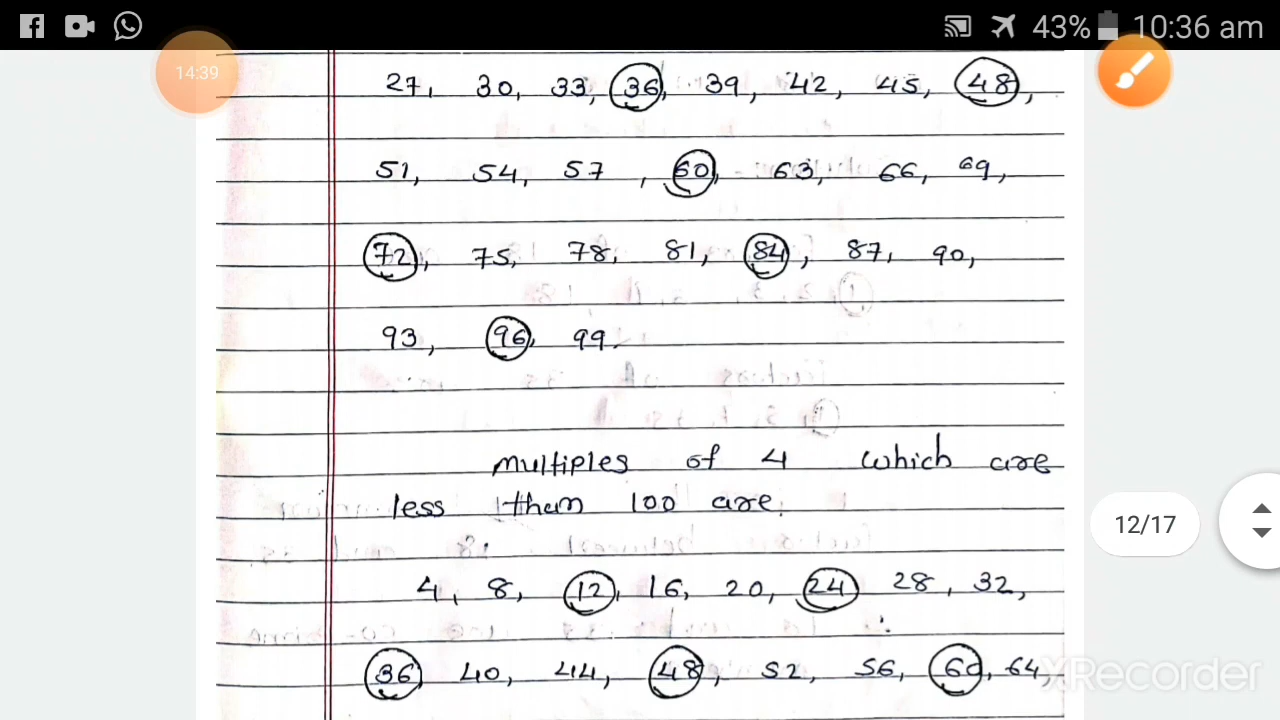 43% 10:36 am
14:39
27, 30, 33, 36, 39, 42, 45, 48,
51, 54, 57, 60, 63, 66, 69,
72, 75, 78, 81, 84, 87, 90,
93, 96, 99.
multiples of 4 which are
less than 100 are.
12/17
4, 8, 12, 16, 20, 24 28, 32,
36, 40, 44, 48, 52, 56, 60, 64,
XRecorder